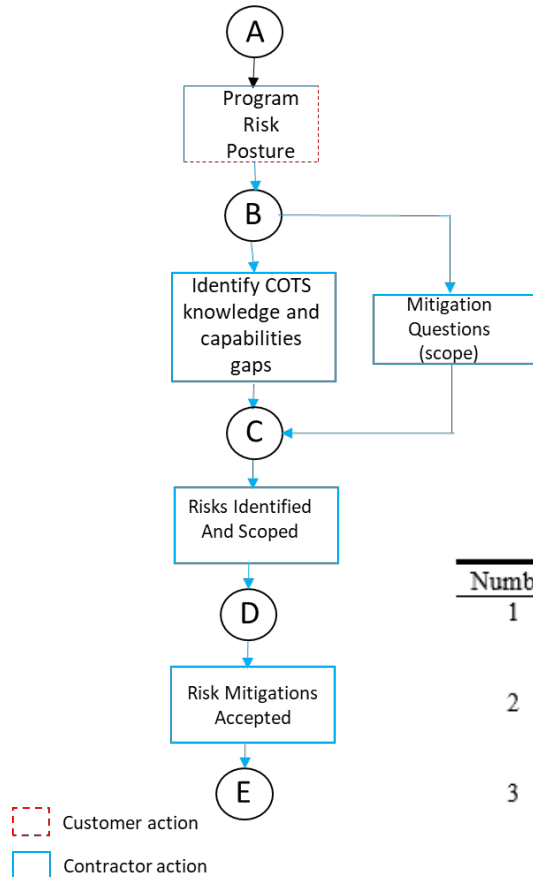 A
Program
Risk
Posture
B
Identify COTS
knowledge and
capabilities
gaps
Mitigation
Questions
(scope)
C
Risks Identified
And Scoped
D
Risk Mitigations
Accepted
E
Customer action
Contractor action
Numb
1
2
3